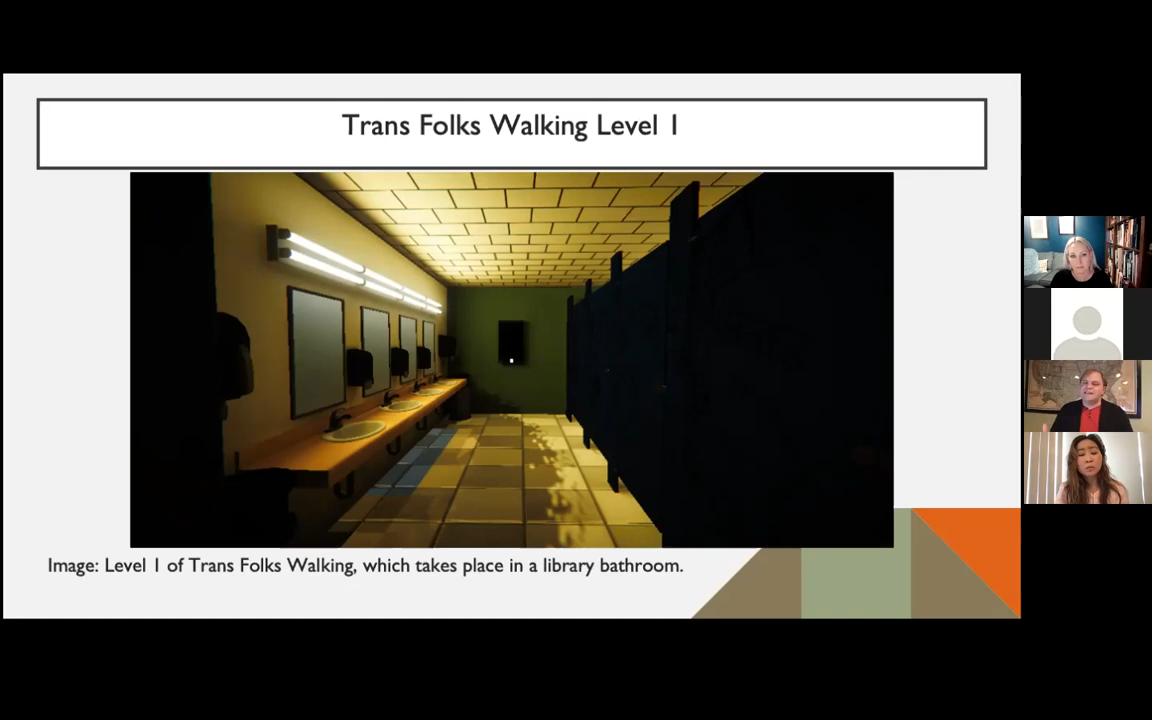 Trans Folks Walking Level 1
Image: Level 1 of Trans Folks Walking, which takes place in a library bathroom.